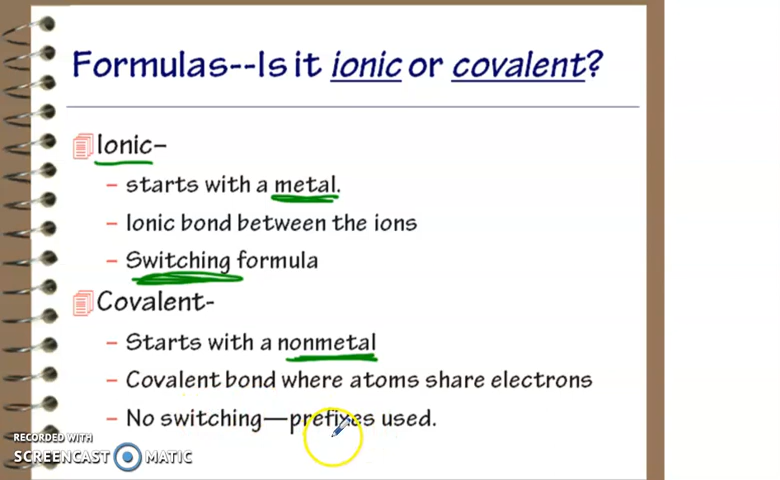 Formulas--Is it ionic or covalent?
Ionic–
– starts with a metal.
– Ionic bond between the ions
– Switching formula
Covalent-
– Starts with a nonmetal
– Covalent bond where atoms share electrons
– No switching—prefixes used.
RECORDED WITH
SCREENCAST MATIC